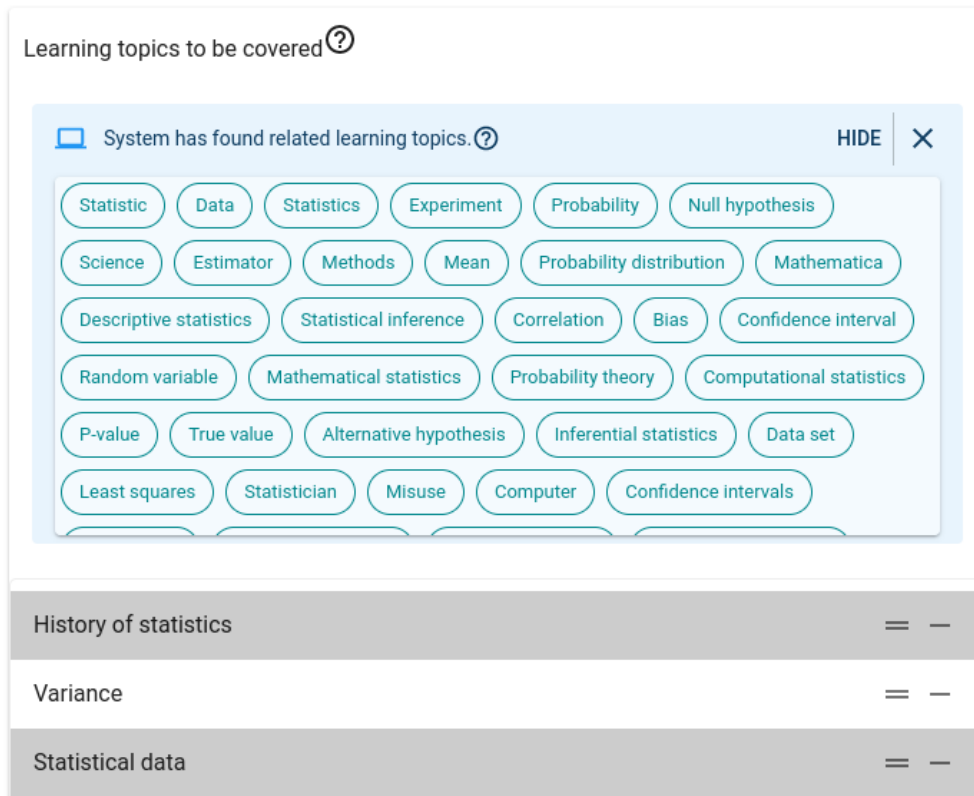 Learning topics to be covered
System has found related learning topics. HIDE
Statistic Data Statistics Experiment Probability Null hypothesis
Science Estimator Methods Mean Probability distribution Mathematica
Descriptive statistics Statistical inference Correlation Bias Confidence interval
Random variable Mathematical statistics Probability theory Computational statistics
P-value True value Alternative hypothesis Inferential statistics Data set
Least squares Statistician Misuse Computer Confidence intervals
History of statistics
Variance
Statistical data